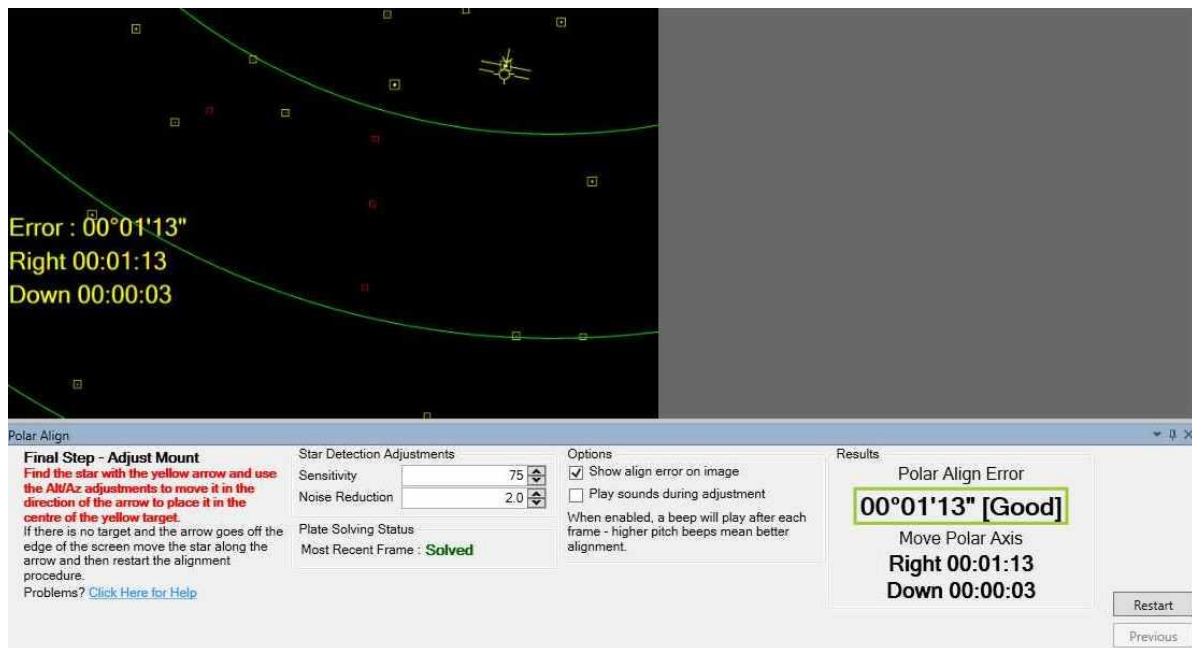 Error : 00°01'13"
Right 00:01:13
Down 00:00:03
Polar Align
Final Step - Adjust Mount
Find the star with the yellow arrow and use
the Alt/Az adjustments to move it in the
direction of the arrow to place it in the
centre of the yellow target.
If there is no target and the arrow goes off the
edge of the screen move the star along the
arrow and then restart the alignment
procedure.
Problems? Click Here for Help
Star Detection Adjustments
Sensitivity 75
Noise Reduction 2.0
Plate Solving Status
Most Recent Frame : Solved
Options
Show align error on image
Play sounds during adjustment
When enabled, a beep will play after each
frame - higher pitch beeps mean better
alignment.
Results
Polar Align Error
00°01'13" [Good]
Move Polar Axis
Right 00:01:13
Down 00:00:03
Restart
Previous